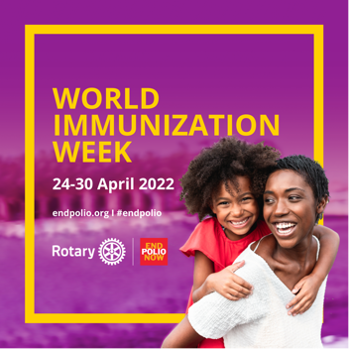 WORLD
IMMUNIZATION
WEEK
24-30 April 2022
endpolio.org I #endpolio
Rotary
END
POLIO
NOW